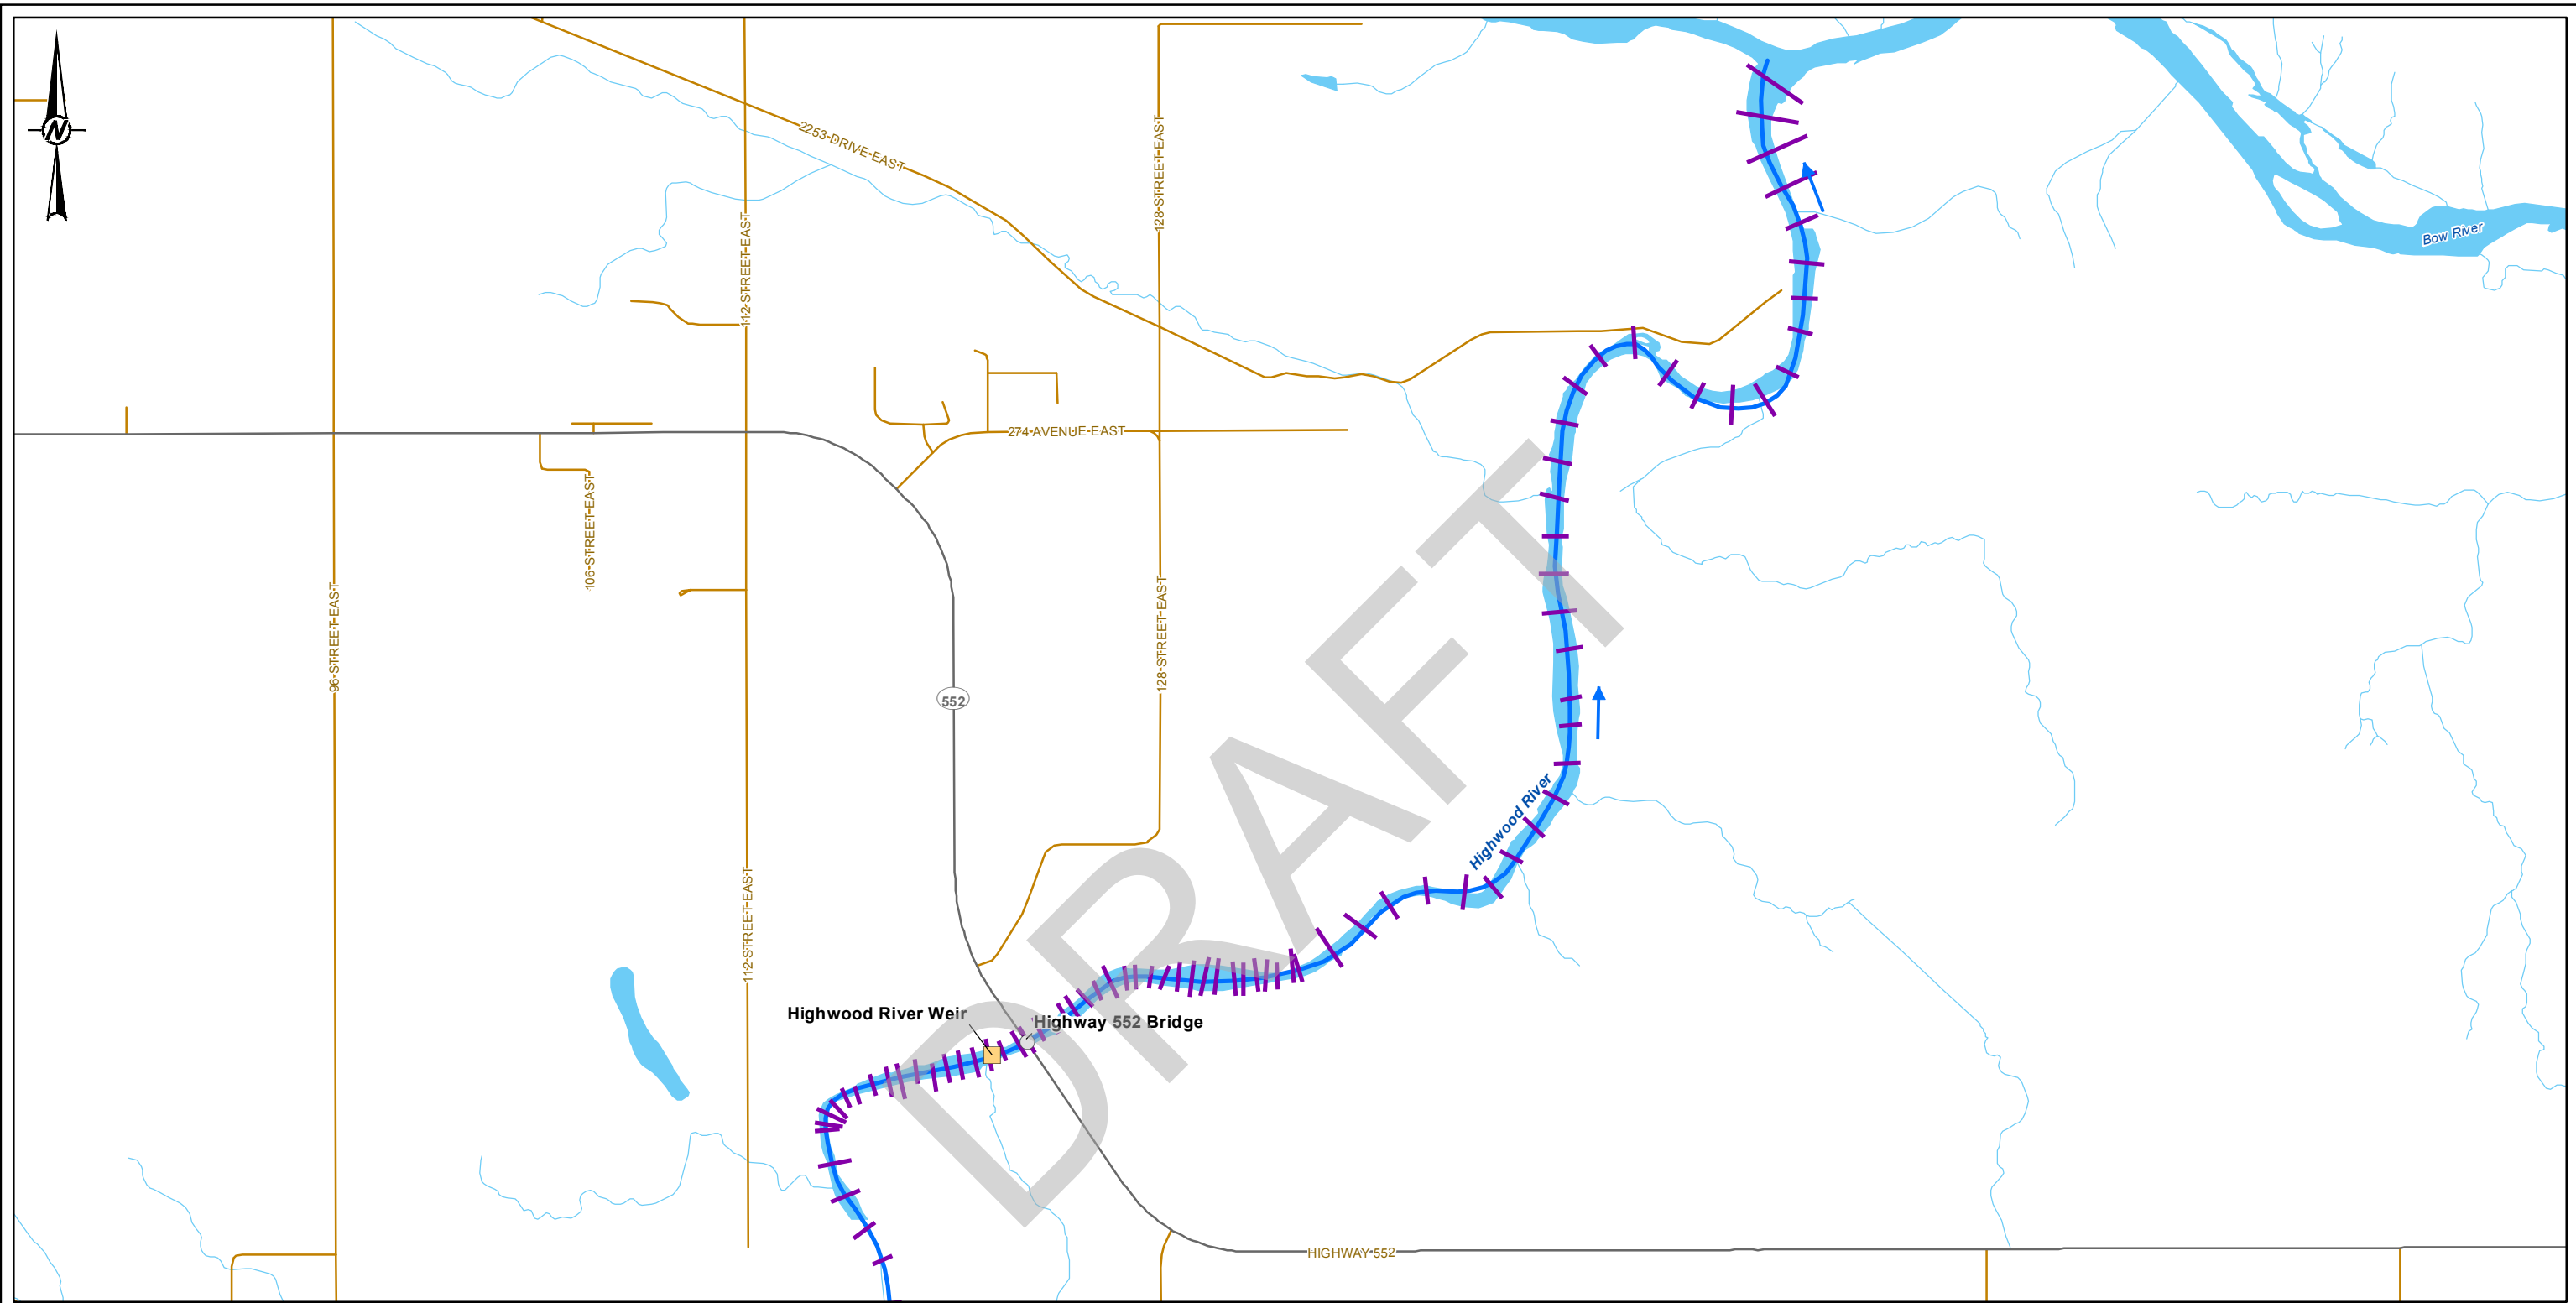 N
2253 DRIVE EAST
128 STREET EAST
112 STREET EAST
Bow River
274 AVENUE EAST
106 STREET EAST
96 STREET EAST
128 STREET EAST
552
Highwood River
112 STREET EAST
Highwood River Weir
Highway 552 Bridge
DRAFT
HIGHWAY 552